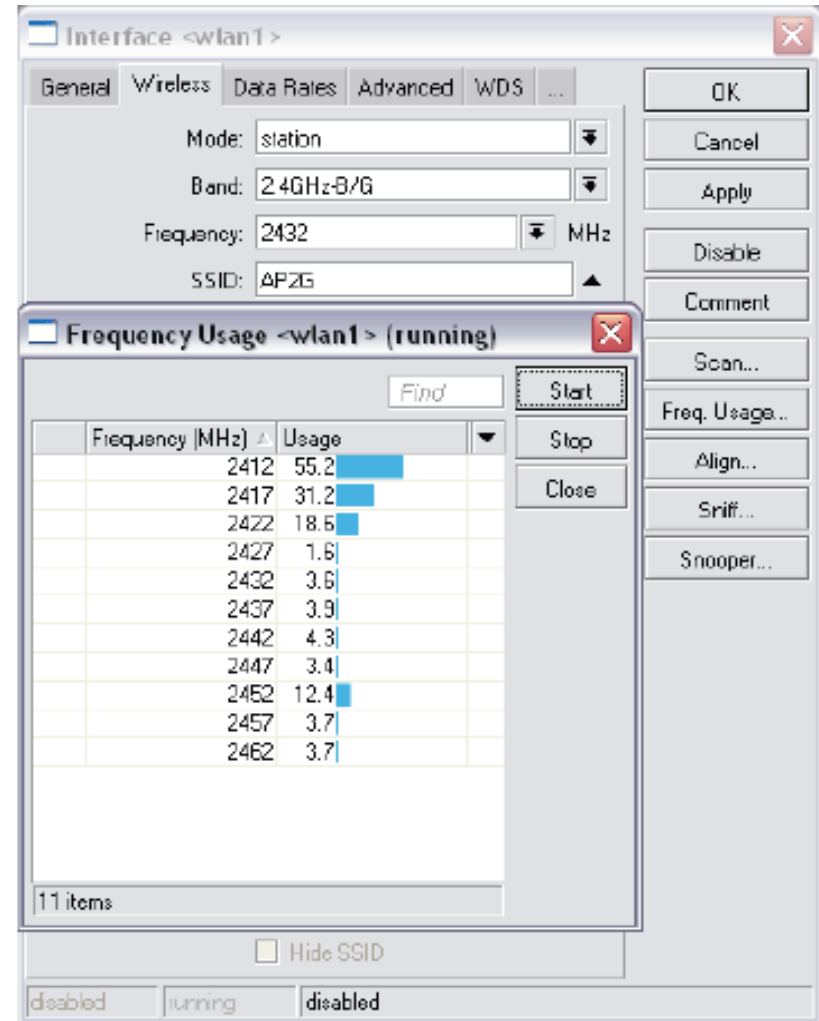 Interface <wlan1>
General Wireless Data Rates Advanced WDS ...
OK
Mode: station
Cancel
Band: 2.4GHz-B/G
Apply
Frequency: 2432 MHz
Disable
SSID: AP2G
Comment
Frequency Usage <wlan1> (running)
Scan...
Find
Start
Freq. Usage...
Frequency (MHz) Usage
Stop
2412 55.2
Align...
2417 31.2
Close
2422 18.6
Sniff...
2427 1.6
Snooper...
2432 3.6
2437 3.9
2442 4.3
2447 3.4
2452 12.4
2457 3.7
2462 3.7
11 items
Hide SSID
disabled running disabled